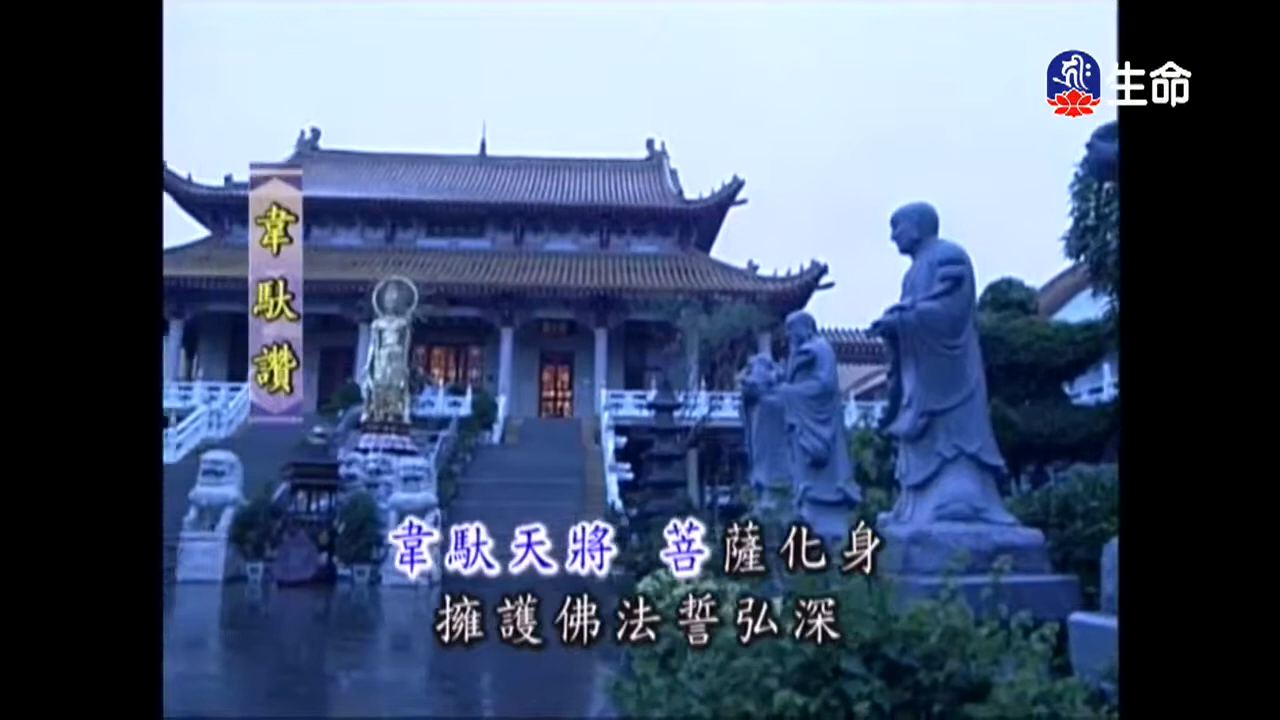 生命
韋馱讚
韋馱天將 菩薩化身
擁護佛法誓弘深